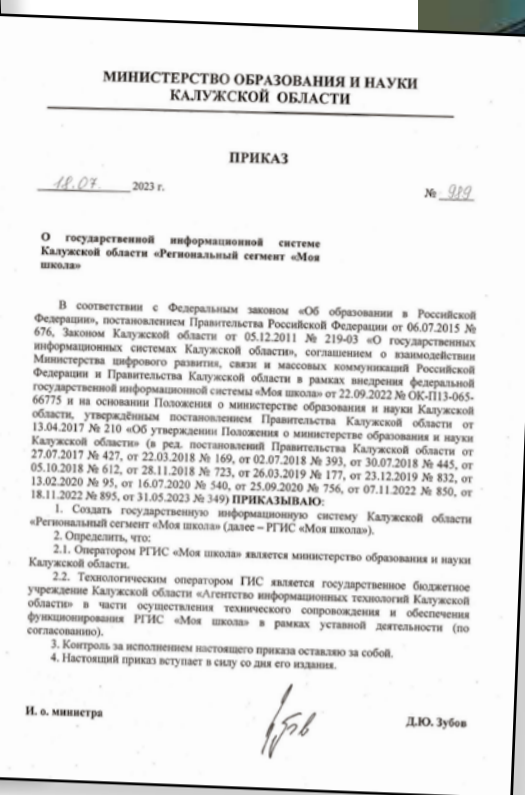 МИНИСТЕРСТВО ОБРАЗОВАНИЯ И НАУКИ
КАЛУЖСКОЙ ОБЛАСТИ
ПРИКАЗ
18.07. 2023 г.
№ 989
О государственной информационной системе
Калужской области «Региональный сегмент «Моя
школа»
В соответствии с Федеральным законом «Об образовании в Российской
Федерации», постановлением Правительства Российской Федерации от 06.07.2015 №
676, Законом Калужской области от 05.12.2011 № 219-ОЗ «О государственных
информационных системах Калужской области», соглашением о взаимодействии
Министерства цифрового развития, связи и массовых коммуникаций Российской
Федерации и Правительства Калужской области в рамках внедрения федеральной
государственной информационной системы «Моя школа» от 22.09.2022 № ОК-П13-065-
66775 и на основании Положения о министерстве образования и науки Калужской
области, утверждённым постановлением Правительства Калужской области от
13.04.2017 № 210 «Об утверждении Положения о министерстве образования и науки
Калужской области» (в ред. постановлений Правительства Калужской области от
27.07.2017 № 427, от 22.03.2018 № 169, от 02.07.2018 № 393, от 30.07.2018 № 445, от
05.10.2018 № 612, от 28.11.2018 № 723, от 26.03.2019 № 177, от 23.12.2019 № 832, от
13.02.2020 № 95, от 16.07.2020 № 540, от 25.09.2020 № 756, от 07.11.2022 № 850, от
18.11.2022 № 895, от 31.05.2023 № 349) ПРИКАЗЫВАЮ:
1. Создать государственную информационную систему Калужской области
«Региональный сегмент «Моя школа» (далее – РГИС «Моя школа»).
2. Определить, что:
2.1. Оператором РГИС «Моя школа» является министерство образования и науки
Калужской области.
2.2. Технологическим оператором ГИС является государственное бюджетное
учреждение Калужской области «Агентство информационных технологий Калужской
области» в части осуществления технического сопровождения и обеспечения
функционирования РГИС «Моя школа» в рамках уставной деятельности (по
согласованию).
3. Контроль за исполнением настоящего приказа оставляю за собой.
4. Настоящий приказ вступает в силу со дня его издания.
И. о. министра
Д.Ю. Зубов